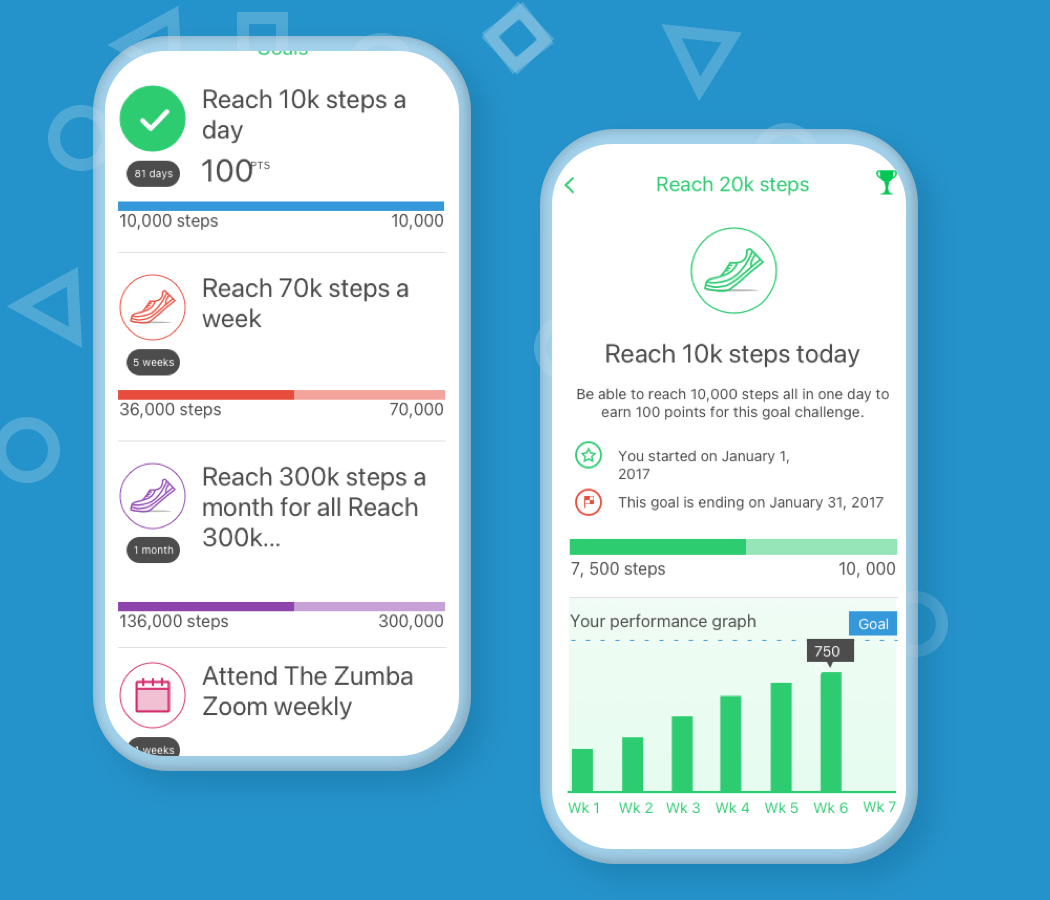 Goals
Reach 10k steps a
day
81 days
100 PTS
10,000 steps 10,000
Reach 70k steps a
week
5 weeks
36,000 steps 70,000
Reach 300k steps a
month for all Reach
300k...
1 month
136,000 steps 300,000
Attend The Zumba
Zoom weekly
weeks
Reach 20k steps
Reach 10k steps today
Be able to reach 10,000 steps all in one day to
earn 100 points for this goal challenge.
You started on January 1,
2017
This goal is ending on January 31, 2017
7, 500 steps 10, 000
Your performance graph Goal
750
Wk 1 Wk 2 Wk 3 Wk 4 Wk 5 Wk 6 Wk 7